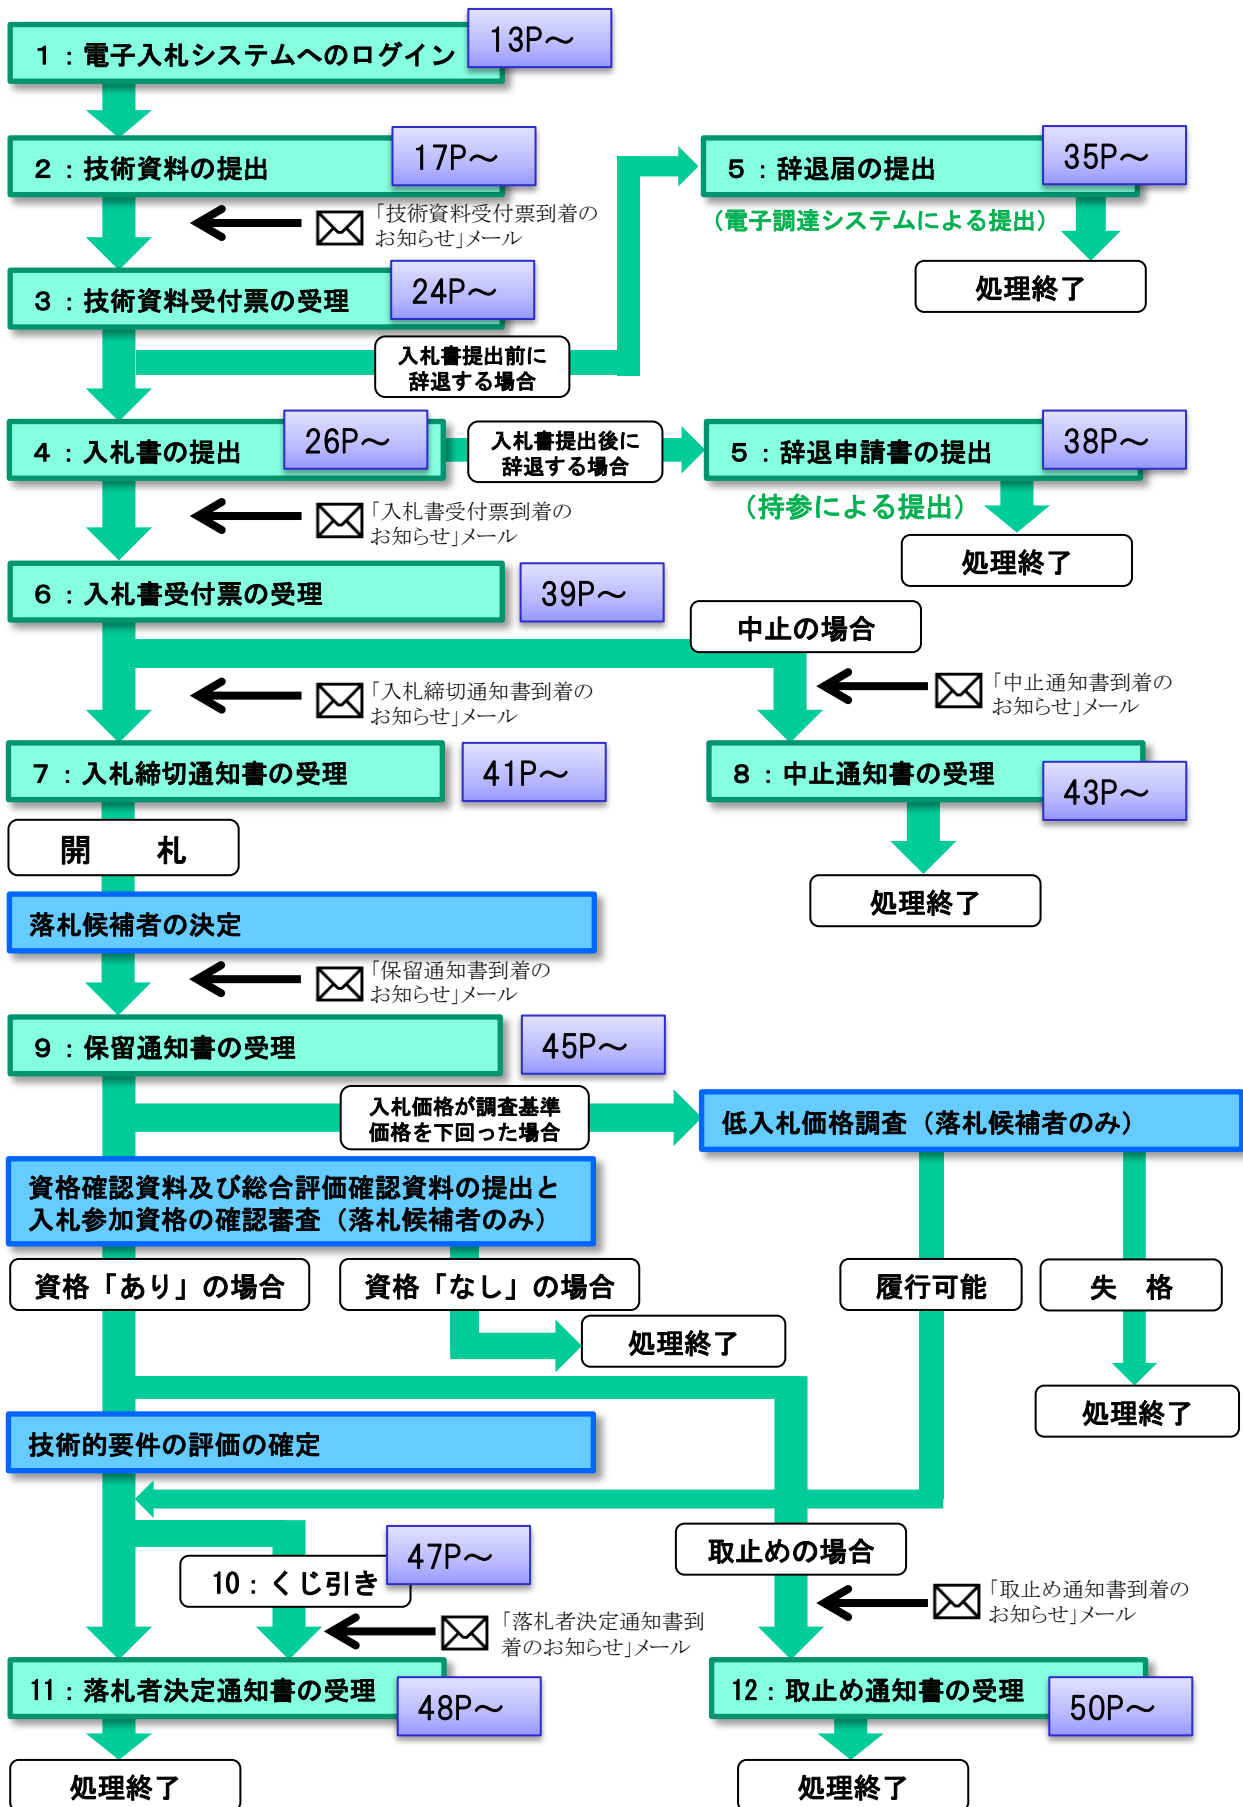 1：電子入札システムへのログイン
13P～
2：技術資料の提出
17P～
5：辞退届の提出
35P～
（電子調達システムによる提出）
「技術資料受付票到着の
お知らせ」メール
処理終了
3：技術資料受付票の受理
24P～
入札書提出前に
辞退する場合
4：入札書の提出
26P～
入札書提出後に
辞退する場合
5：辞退申請書の提出
38P～
（持参による提出）
「入札書受付票到着の
お知らせ」メール
処理終了
6：入札書受付票の受理
39P～
中止の場合
「入札締切通知書到着の
お知らせ」メール
「中止通知書到着の
お知らせ」メール
7：入札締切通知書の受理
41P～
8：中止通知書の受理
43P～
開　札
処理終了
落札候補者の決定
「保留通知書到着の
お知らせ」メール
9：保留通知書の受理
45P～
入札価格が調査基準
価格を下回った場合
低入札価格調査（落札候補者のみ）
資格確認資料及び総合評価確認資料の提出と
入札参加資格の確認審査（落札候補者のみ）
資格「あり」の場合
資格「なし」の場合
履行可能
失　格
処理終了
処理終了
技術的要件の評価の確定
47P～
10：くじ引き
取止めの場合
「落札者決定通知書到
着のお知らせ」メール
「取止め通知書到着の
お知らせ」メール
11：落札者決定通知書の受理
48P～
12：取止め通知書の受理
50P～
処理終了
処理終了